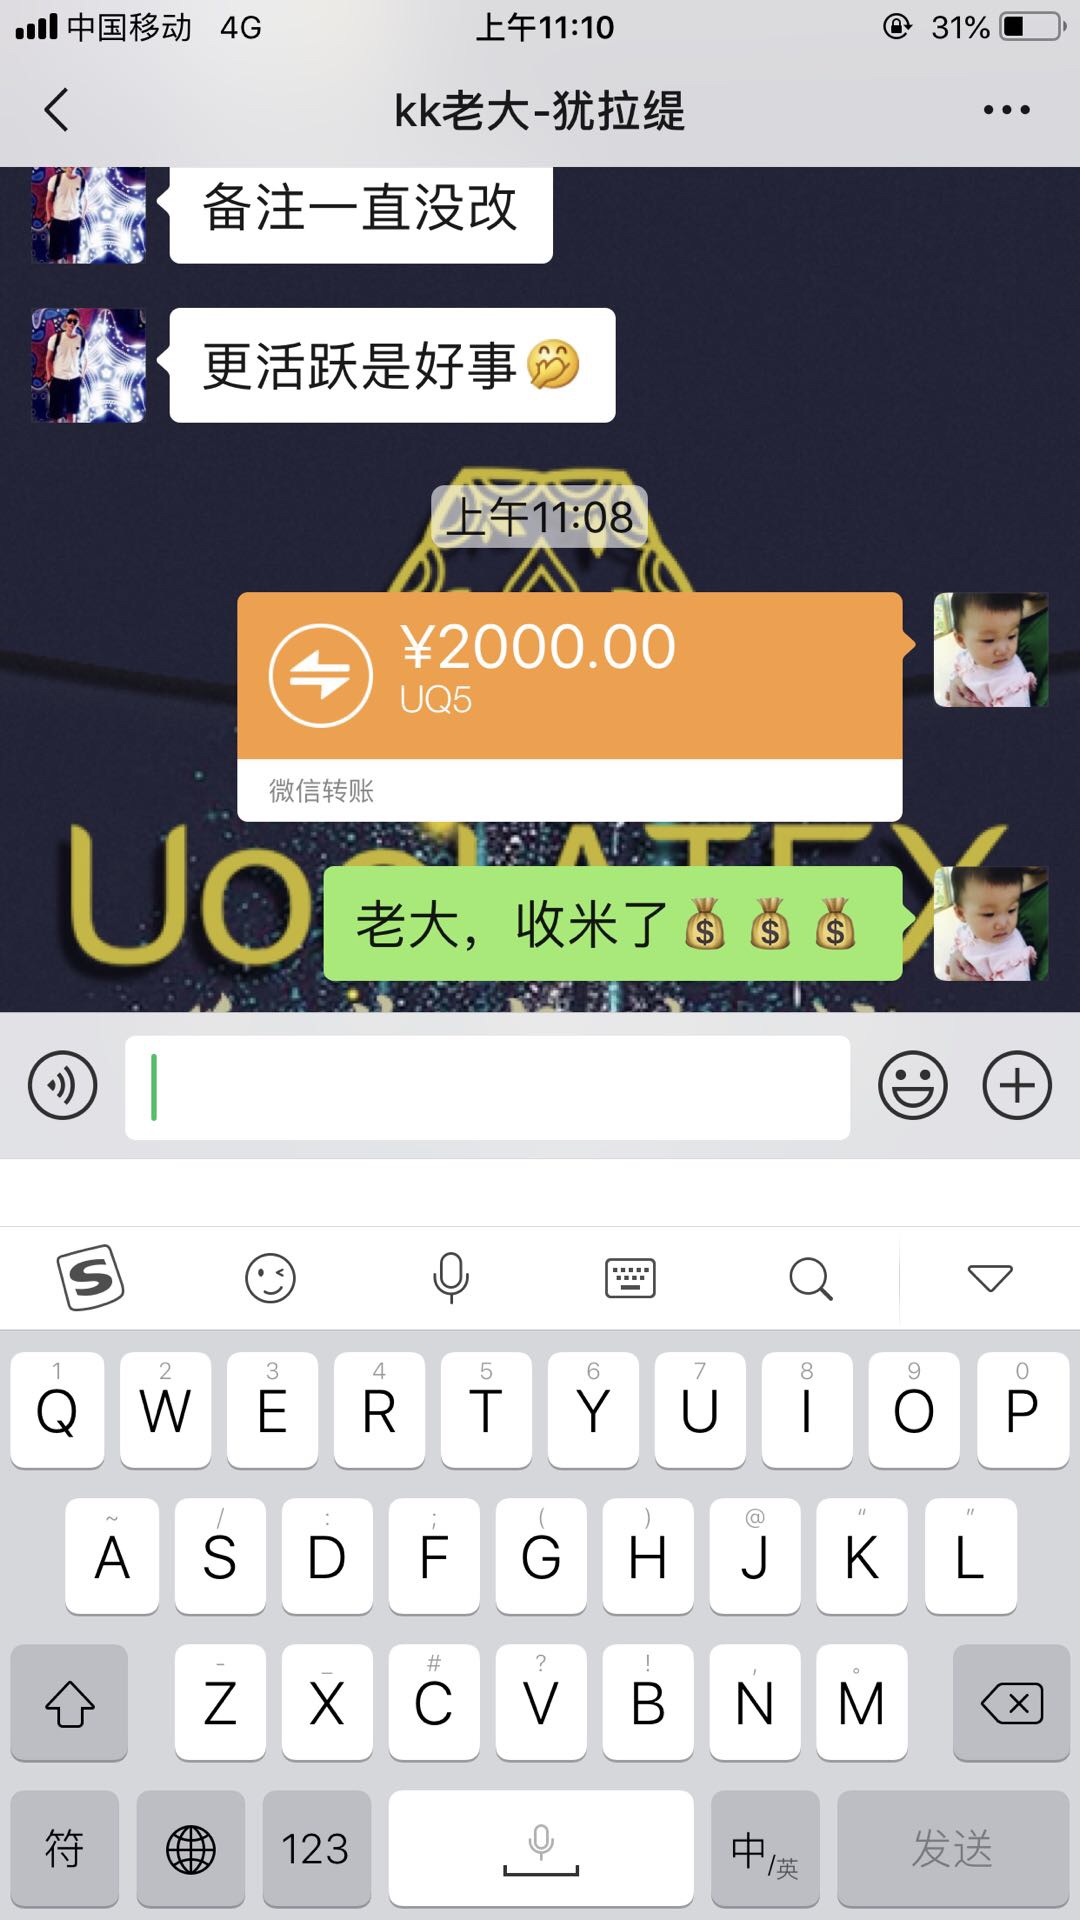 中国移动 4G 上午11:10 31%
kk老大-犹拉缇
备注一直没改
更活跃是好事🤭
上午11:08
¥2000.00
UQ5
微信转账
老大，收米了💰💰💰
1 2 3 4 5 6 7 8 9 0
Q W E R T Y U I O P
~ / : ; ( ) @ “ ”
A S D F G H J K L
- _ # ? ! , 。
Z X C V B N M
符 123 中/英 发送